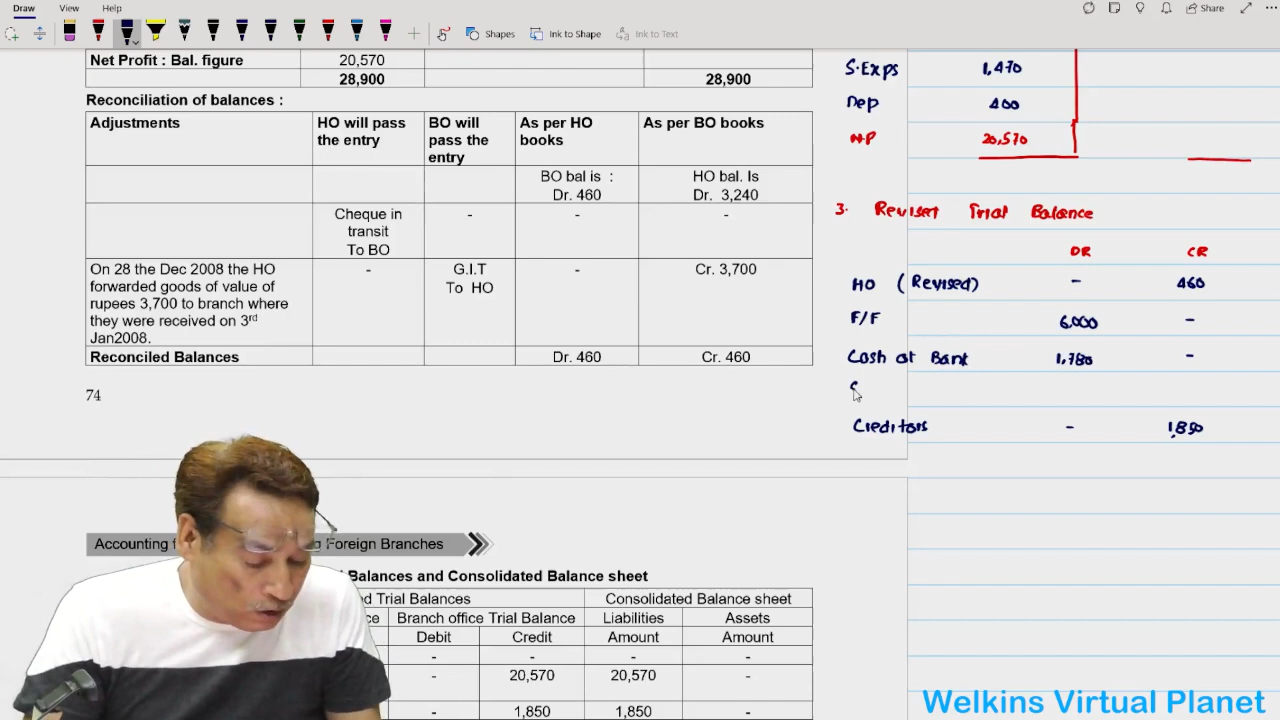 Draw View Help
Shapes Ink to Shape Ink to Text Share
Net Profit : Bal. figure 20,570
28,900 28,900
Reconciliation of balances :
Adjustments HO will pass the entry BO will pass the entry As per HO books As per BO books
BO bal is : Dr. 460 HO bal. Is Dr. 3,240
Cheque in transit To BO - - -
On 28 the Dec 2008 the HO forwarded goods of value of rupees 3,700 to branch where they were received on 3rd Jan2008. - G.I.T To HO - Cr. 3,700
Reconciled Balances Dr. 460 Cr. 460
74
Accounting Foreign Branches
Balances and Consolidated Balance sheet
d Trial Balances Consolidated Balance sheet
ce Branch office Trial Balance Liabilities Assets
Debit Credit Amount Amount
- - - -
- 20,570 20,570 -
- 1,850 1,850 -
S.Exps 1,470
Dep 400
N.P 20,570
3. Revised Trial Balance
DR CR
HO (Revised) - 460
F/F 6,000 -
Cash at Bank 1,780 -
Creditors - 1,850
Welkins Virtual Planet